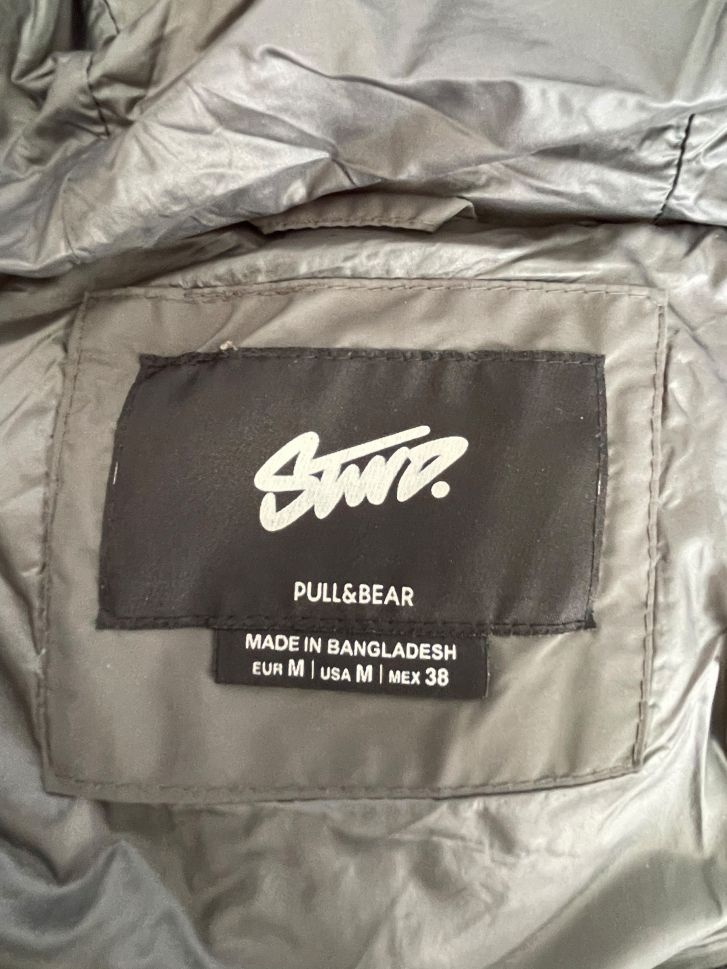 STWD.
PULL&BEAR
MADE IN BANGLADESH
EUR M | USA M | MEX 38